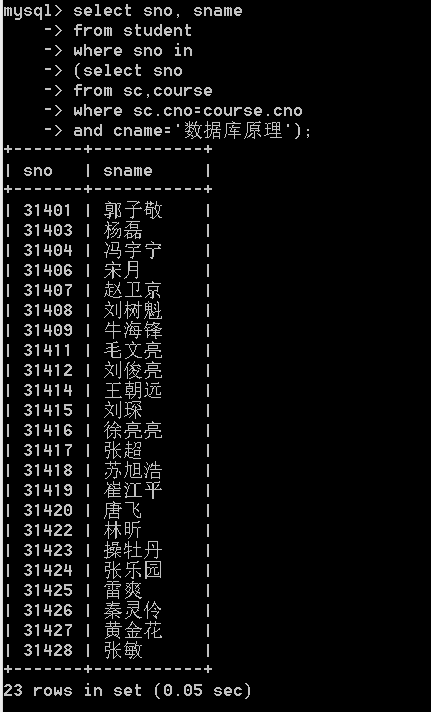 mysql> select sno, sname
    -> from student
    -> where sno in
    -> (select sno
    -> from sc,course
    -> where sc.cno=course.cno
    -> and cname='数据库原理');
+-------+-----------+
| sno   | sname     |
+-------+-----------+
| 31401 | 郭子敬    |
| 31403 | 杨磊      |
| 31404 | 冯宇宁    |
| 31406 | 宋月      |
| 31407 | 赵卫京    |
| 31408 | 刘树魁    |
| 31409 | 牛海锋    |
| 31411 | 毛文亮    |
| 31412 | 刘俊亮    |
| 31414 | 王朝远    |
| 31415 | 刘琛      |
| 31416 | 徐亮亮    |
| 31417 | 张超      |
| 31418 | 苏旭浩    |
| 31419 | 崔江平    |
| 31420 | 唐飞      |
| 31422 | 林昕      |
| 31423 | 操牡丹    |
| 31424 | 张乐园    |
| 31425 | 雷爽      |
| 31426 | 秦灵伶    |
| 31427 | 黄金花    |
| 31428 | 张敏      |
+-------+-----------+
23 rows in set (0.05 sec)